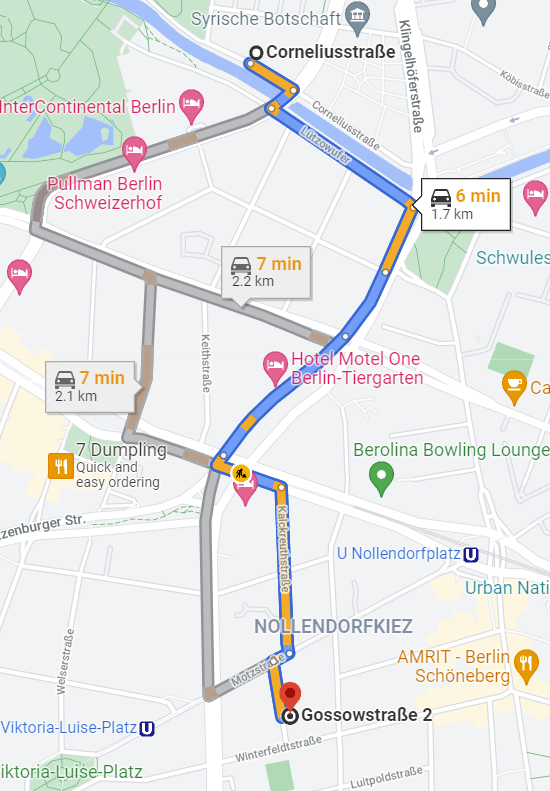 Syrische Botschaft
Corneliusstraße
Klingelhöferstraße
Köbisstraße
InterContinental Berlin
Corneliusstraße
Lützowufer
Pullman Berlin
Schweizerhof
6 min
1.7 km
Schwules
7 min
2.2 km
Keithstraße
Hotel Motel One
Berlin-Tiergarten
7 min
2.1 km
Ca
7 Dumpling
Quick and
easy ordering
Berolina Bowling Lounge
tzenburger Str.
Kalckreuthstraße
U Nollendorfplatz U
Urban Nati
NOLLENDORFKIEZ
Welserstraße
Motzstraße
AMRIT - Berlin
Schöneberg
Gossowstraße 2
Viktoria-Luise-Platz U
Winterfeldtstraße
iktoria-Luise-Platz
Luitpoldstraße